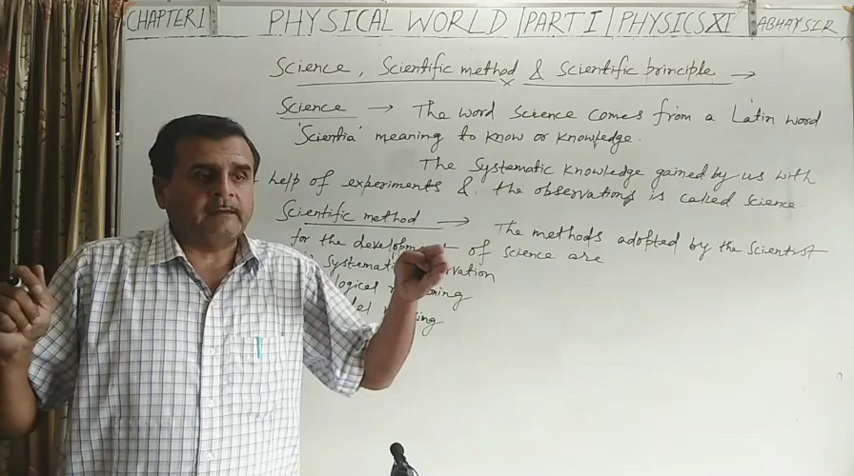 CHAPTER 1 PHYSICAL WORLD | PART I | PHYSICS XI ABHAY SIR
Science, Scientific method & Scientific principle →
Science → The word science comes from a Latin word
'Scientia' meaning to know or knowledge.
The Systematic knowledge gained by us with
help of experiments & the observations is called science.
Scientific method → The methods adopted by the Scientist
for the development of science are
Systematic